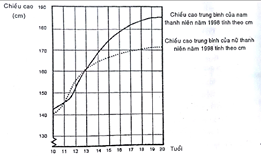 Chiều cao
(cm)
Chiều cao trung bình của nam
thanh niên năm 1998 tính theo cm
Chiều cao trung bình của nữ thanh
niên năm 1998 tính theo cm
190
180
170
160
150
140
130
10 11 12 13 14 15 16 17 18 19 20
Tuổi